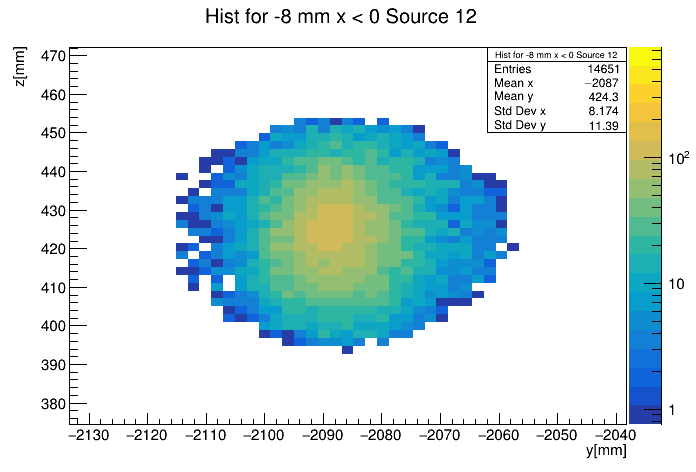 Hist for -8 mm x < 0 Source 12
z[mm]
470
460
450
440
430
420
410
400
390
380
Hist for -8 mm x < 0 Source 12
Entries 14651
Mean x −2087
Mean y 424.3
Std Dev x 8.174
Std Dev y 11.39
10²
10
1
−2130 −2120 −2110 −2100 −2090 −2080 −2070 −2060 −2050 −2040
y[mm]